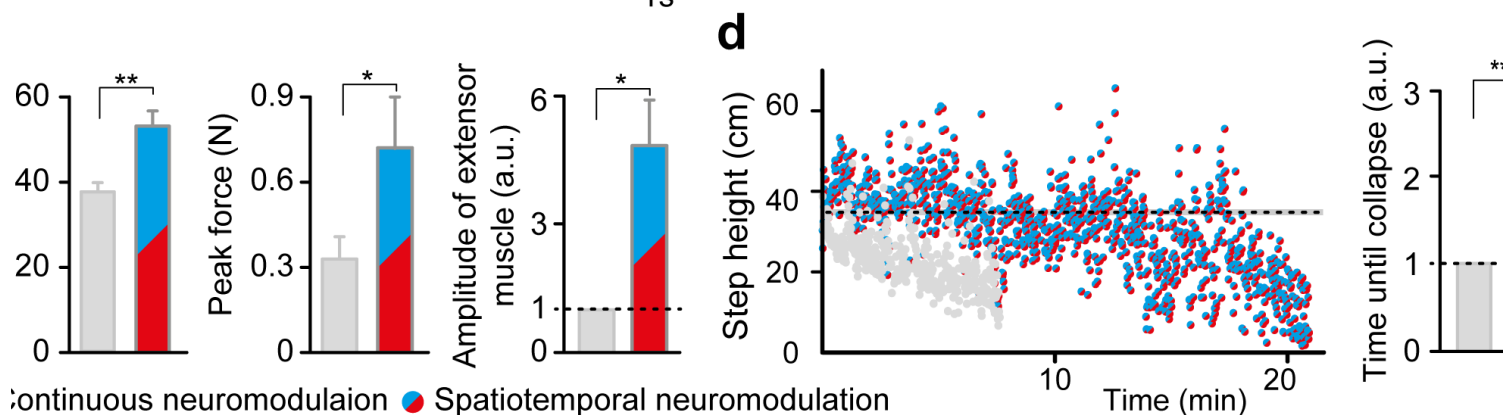 d
**
60
40
20
0
Peak force (N)
*
0.9
0.6
0.3
0
Amplitude of extensor
muscle (a.u.)
*
6
3
1
0
Step height (cm)
60
40
20
0
10
20
Time (min)
Time until collapse (a.u.)
**
3
2
1
0
ontinuous neuromodulaion
Spatiotemporal neuromodulation